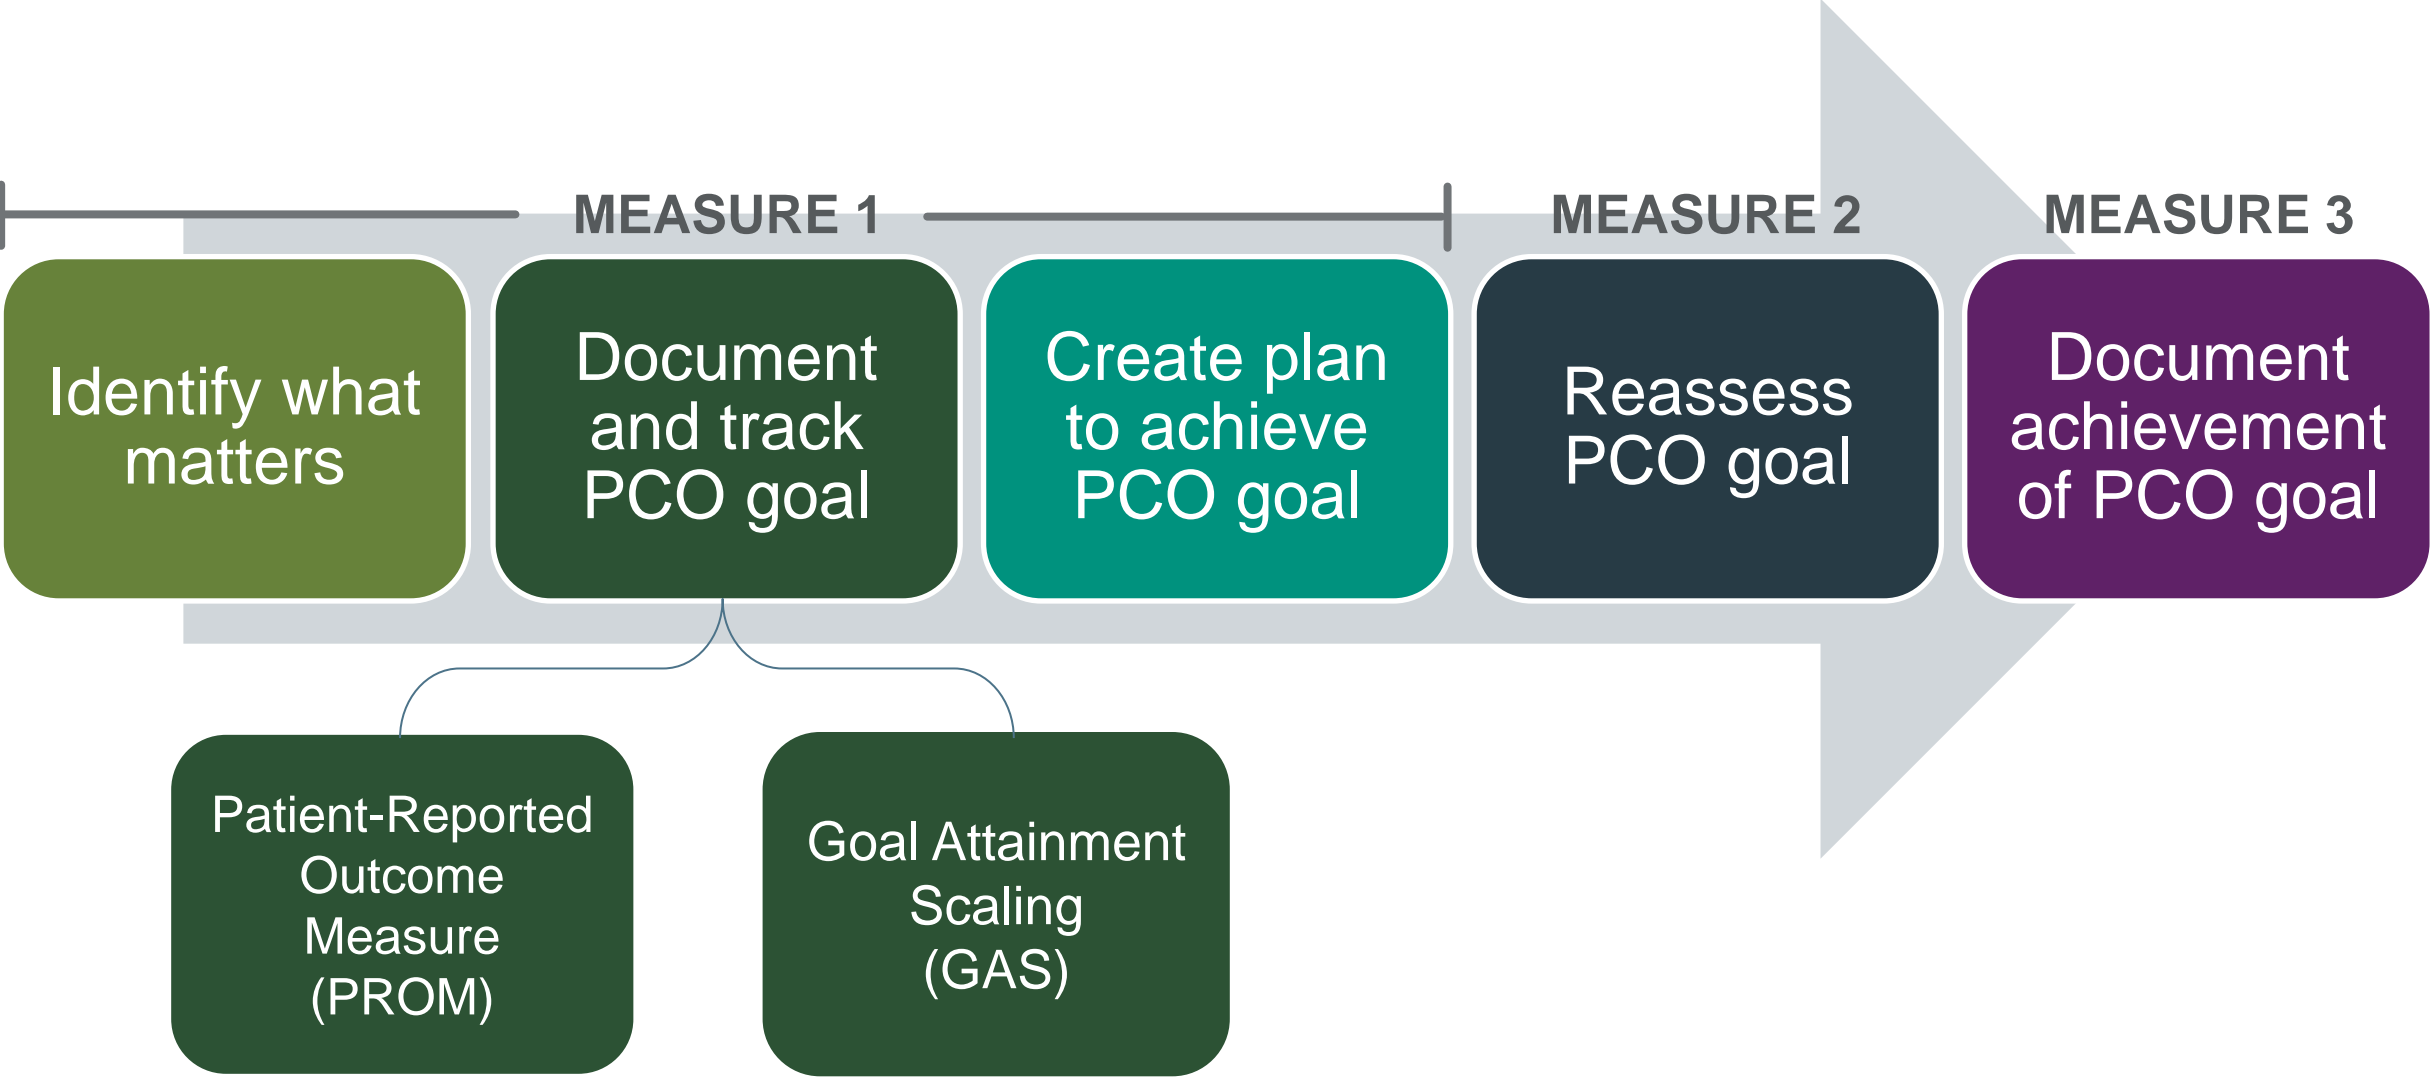 MEASURE 1
MEASURE 2
MEASURE 3
Identify what
matters
Document
and track
PCO goal
Create plan
to achieve
PCO goal
Reassess
PCO goal
Document
achievement
of PCO goal
Patient-Reported
Outcome
Measure
(PROM)
Goal Attainment
Scaling
(GAS)